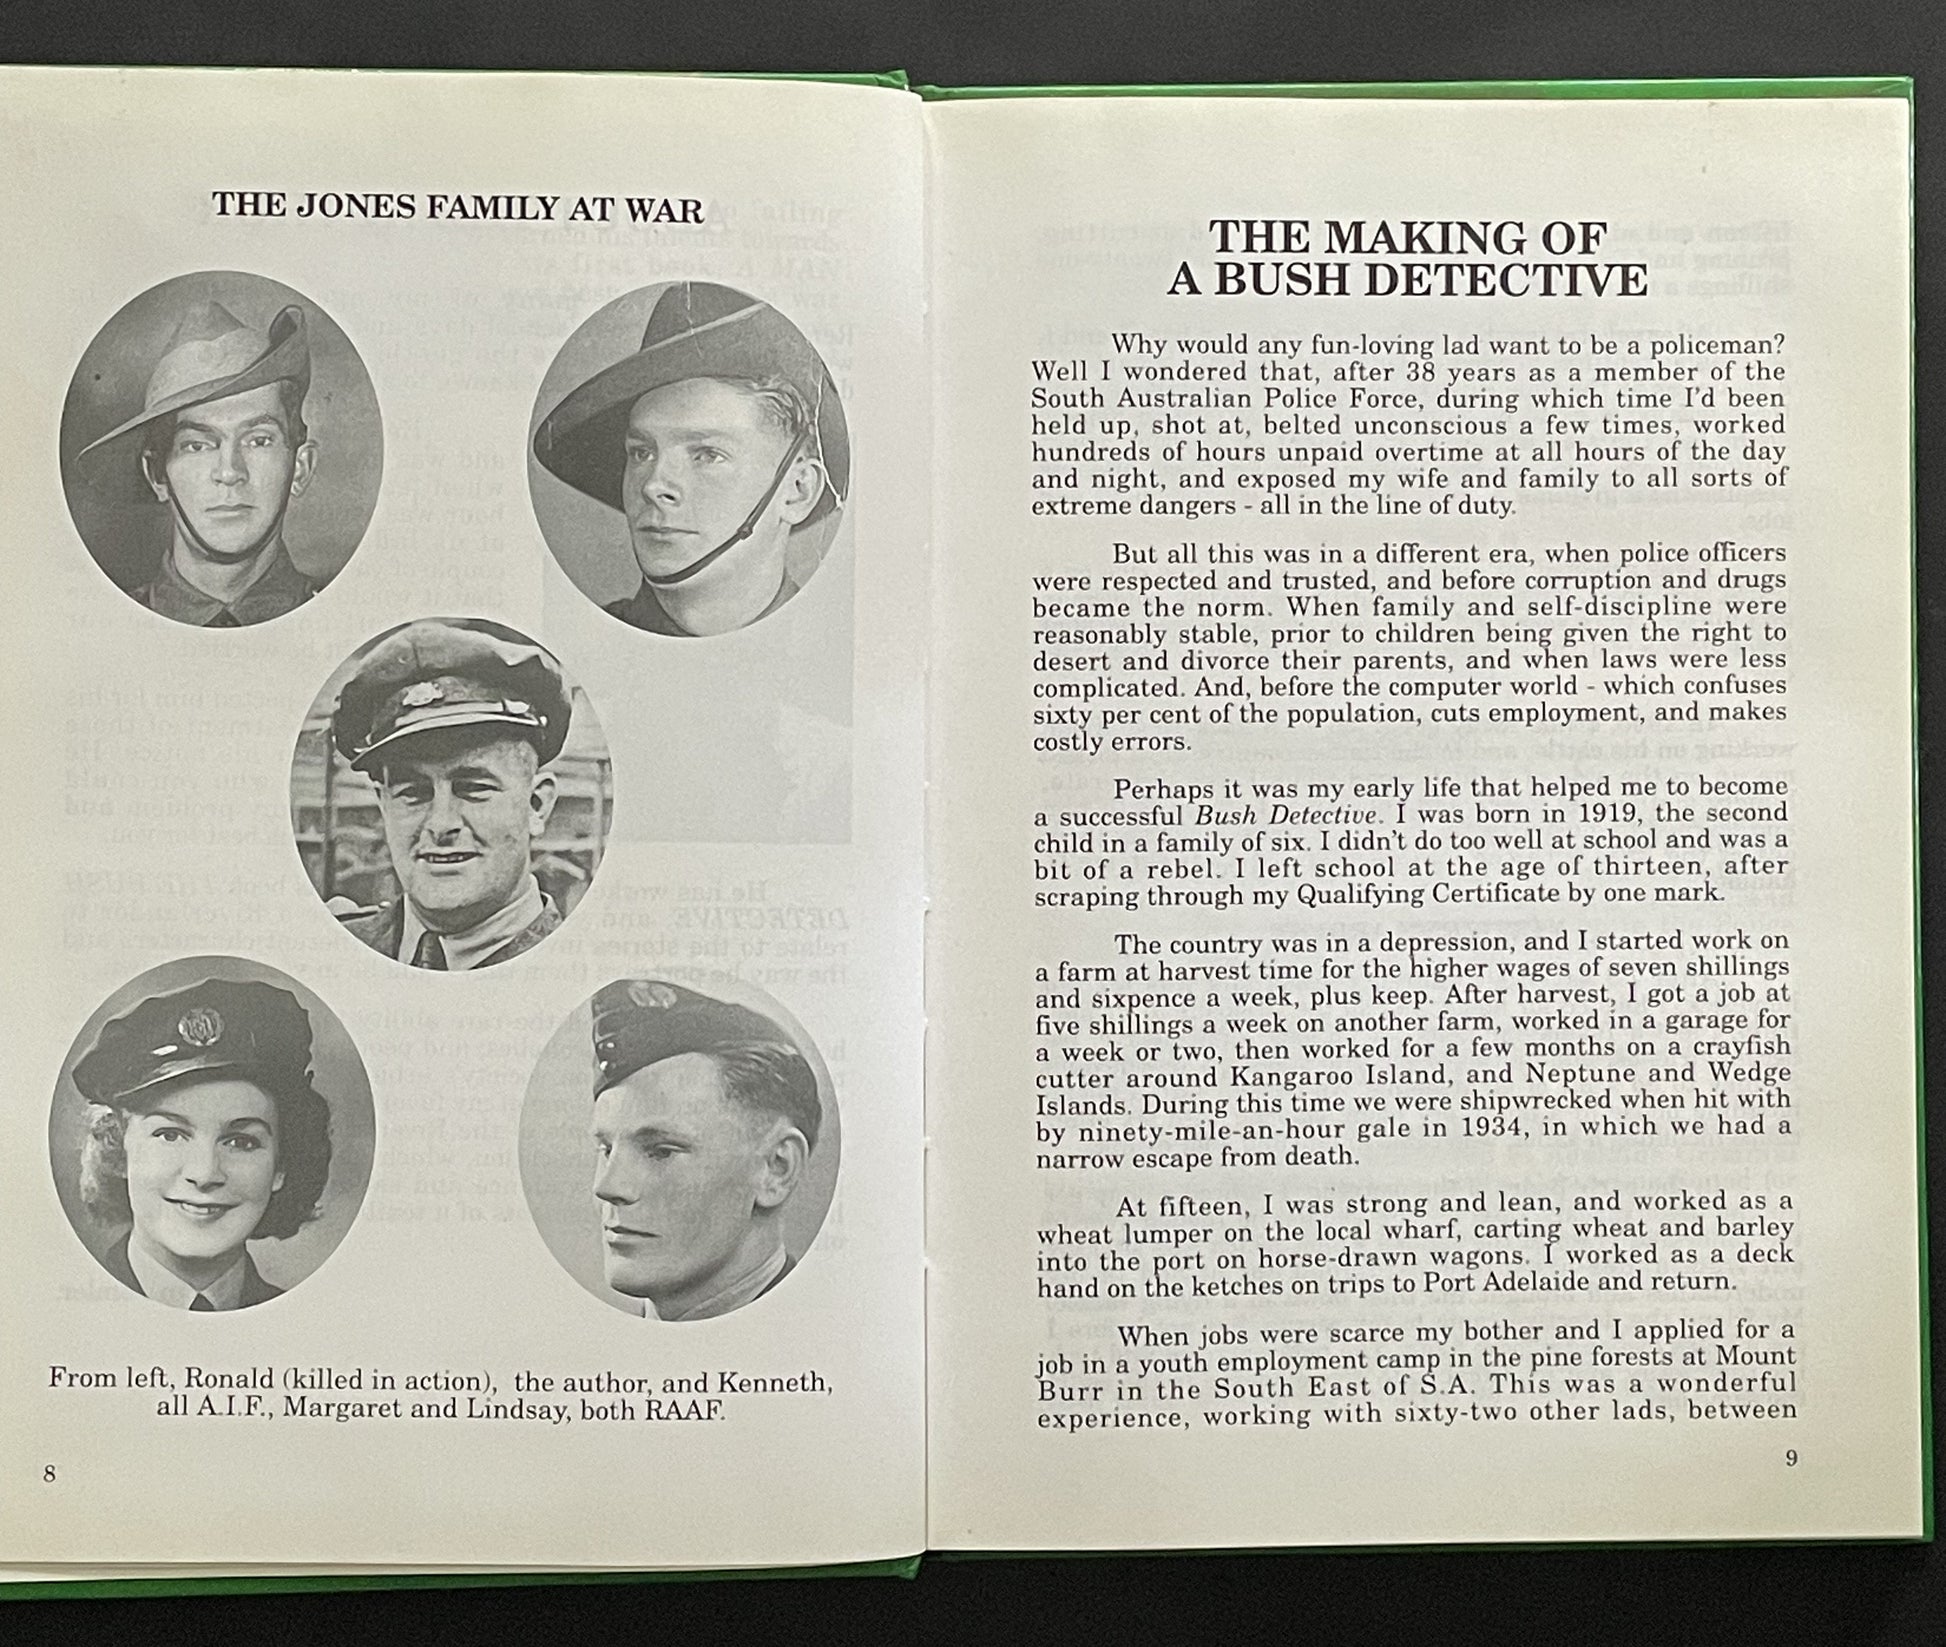 THE JONES FAMILY AT WAR
From left, Ronald (killed in action), the author, and Kenneth,
all A.I.F., Margaret and Lindsay, both RAAF.
8
THE MAKING OF
A BUSH DETECTIVE
Why would any fun-loving lad want to be a policeman?
Well I wondered that, after 38 years as a member of the
South Australian Police Force, during which time I'd been
held up, shot at, belted unconscious a few times, worked
hundreds of hours unpaid overtime at all hours of the day
and night, and exposed my wife and family to all sorts of
extreme dangers - all in the line of duty.
But all this was in a different era, when police officers
were respected and trusted, and before corruption and drugs
became the norm. When family and self-discipline were
reasonably stable, prior to children being given the right to
desert and divorce their parents, and when laws were less
complicated. And, before the computer world - which confuses
sixty per cent of the population, cuts employment, and makes
costly errors.
Perhaps it was my early life that helped me to become
a successful Bush Detective. I was born in 1919, the second
child in a family of six. I didn't do too well at school and was a
bit of a rebel. I left school at the age of thirteen, after
scraping through my Qualifying Certificate by one mark.
The country was in a depression, and I started work on
a farm at harvest time for the higher wages of seven shillings
and sixpence a week, plus keep. After harvest, I got a job at
five shillings a week on another farm, worked in a garage for
a week or two, then worked for a few months on a crayfish
cutter around Kangaroo Island, and Neptune and Wedge
Islands. During this time we were shipwrecked when hit with
by ninety-mile-an-hour gale in 1934, in which we had a
narrow escape from death.
At fifteen, I was strong and lean, and worked as a
wheat lumper on the local wharf, carting wheat and barley
into the port on horse-drawn wagons. I worked as a deck
hand on the ketches on trips to Port Adelaide and return.
When jobs were scarce my bother and I applied for a
job in a youth employment camp in the pine forests at Mount
Burr in the South East of S.A. This was a wonderful
experience, working with sixty-two other lads, between
9